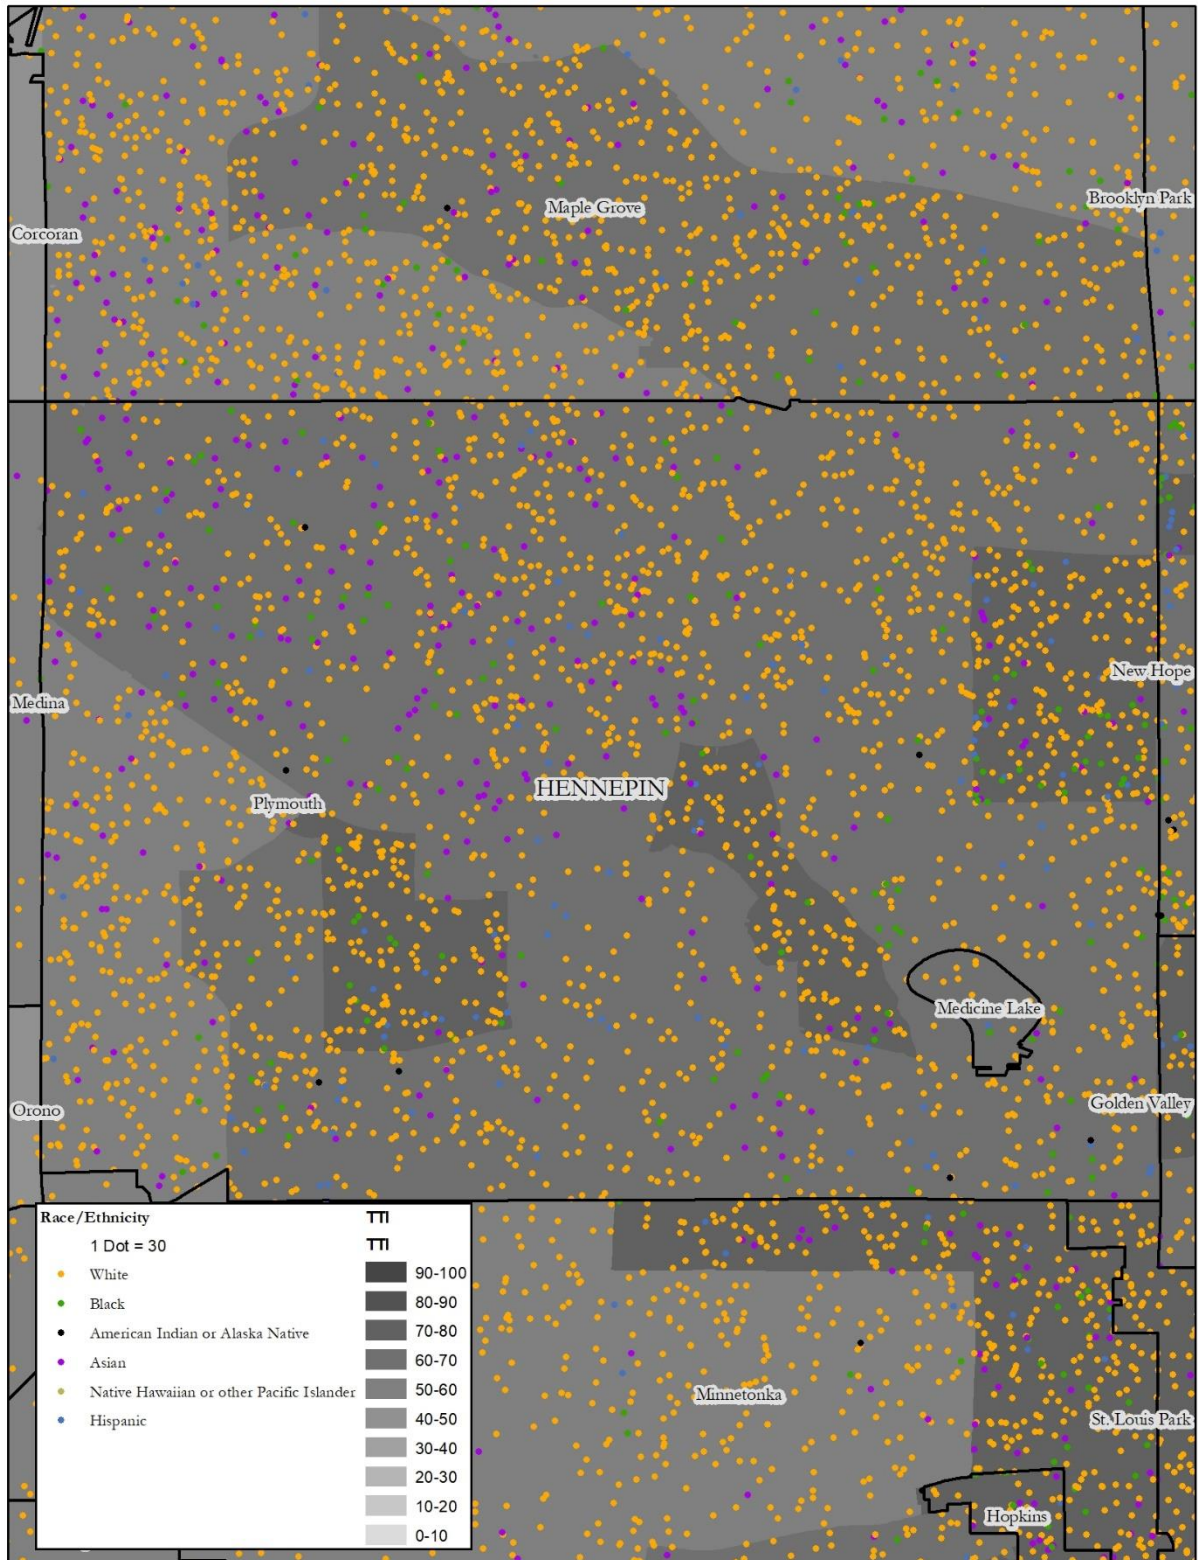 Maple Grove
Brooklyn Park
Corcoran
New Hope
Medina
HENNEPIN
Plymouth
Medicine Lake
Golden Valley
Orono
Race/Ethnicity
1 Dot = 30
White
Black
American Indian or Alaska Native
Asian
Native Hawaiian or other Pacific Islander
Hispanic
TTI
TTI
90-100
80-90
70-80
60-70
50-60
40-50
30-40
20-30
10-20
0-10
Minnetonka
St. Louis Park
Hopkins